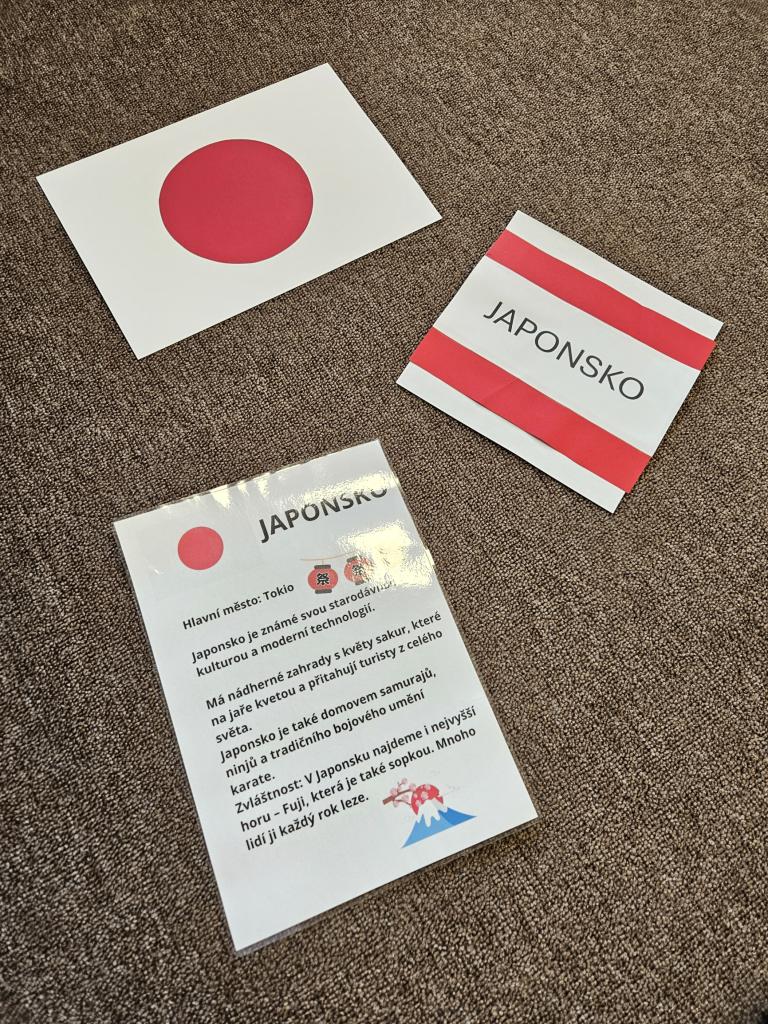 JAPONSKO
JAPONSKO
祭
祭
Hlavní město: Tokio
Japonsko je známé svou starodávnou
kulturou a moderní technologií.
Má nádherné zahrady s květy sakur, které
na jaře kvetou a přitahují turisty z celého
světa.
Japonsko je také domovem samurajů,
ninjů a tradičního bojového umění
karate.
Zvláštnost: V Japonsku najdeme i nejvyšší
horu – Fuji, která je také sopkou. Mnoho
lidí ji každý rok leze.